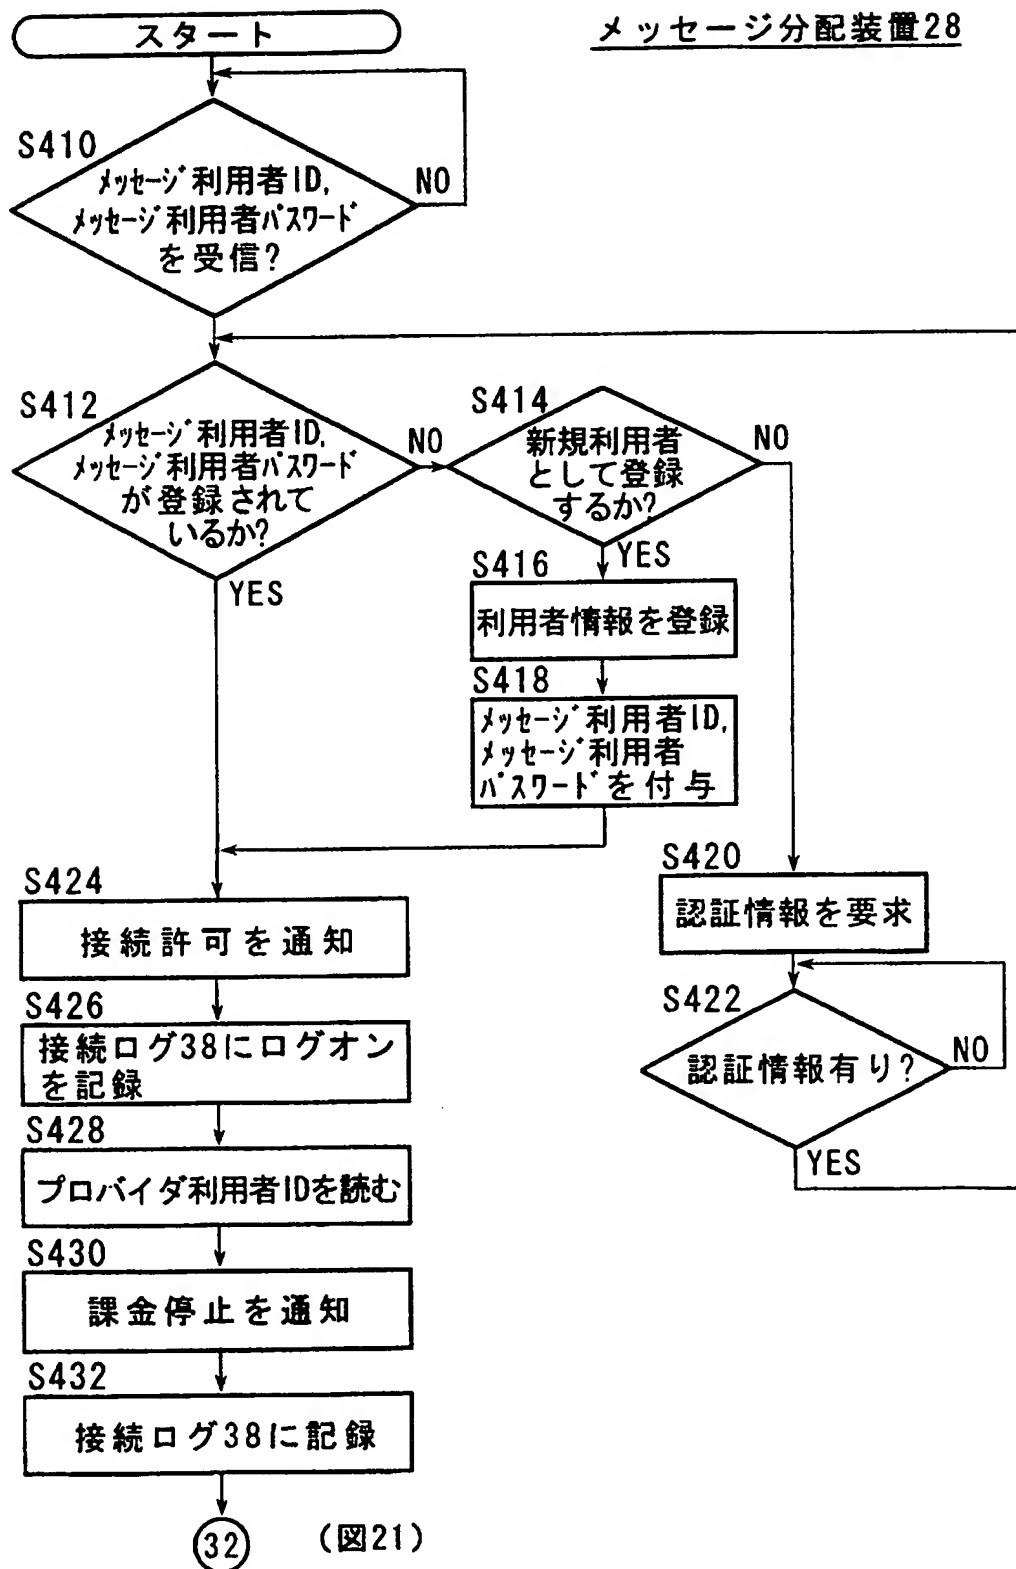 スタート
メッセージ分配装置28
S410
メッセージ利用者ID,
メッセージ利用者パスワード
を受信?
NO
S412
メッセージ利用者ID,
メッセージ利用者パスワード
が登録されて
いるか?
NO
YES
S414
新規利用者
として登録
するか?
NO
YES
S416
利用者情報を登録
S418
メッセージ利用者ID,
メッセージ利用者
パスワードを付与
S420
認証情報を要求
S422
認証情報有り?
NO
YES
S424
接続許可を通知
S426
接続ログ38にログオン
を記録
S428
プロバイダ利用者IDを読む
S430
課金停止を通知
S432
接続ログ38に記録
32
(図21)